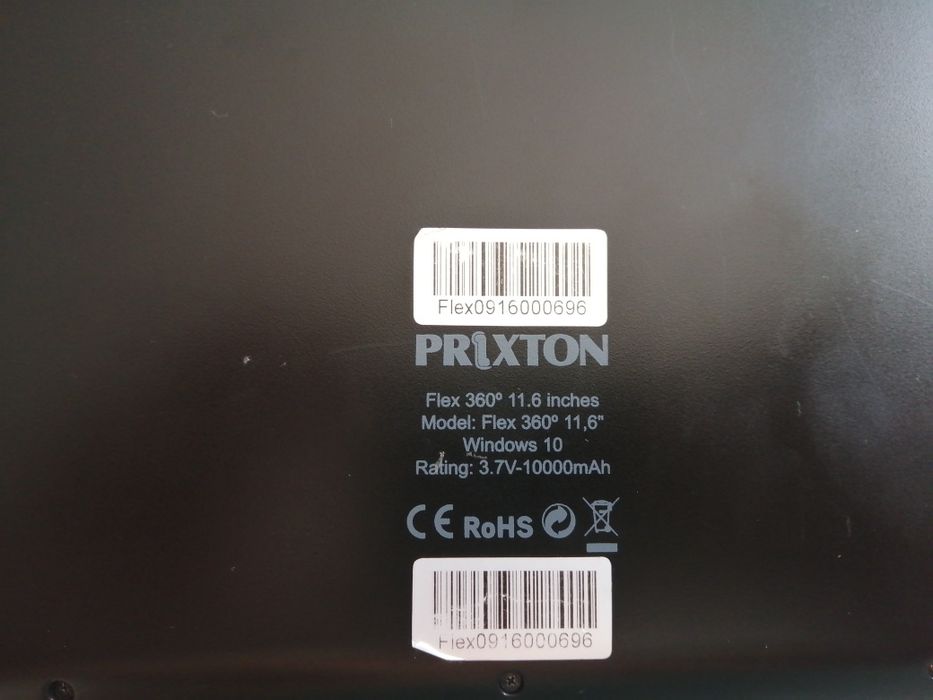 Flex0916000696
PRIXTON
Flex 360º 11.6 inches
Model: Flex 360º 11,6"
Windows 10
Rating: 3.7V-10000mAh
CE RoHS
Flex0916000696